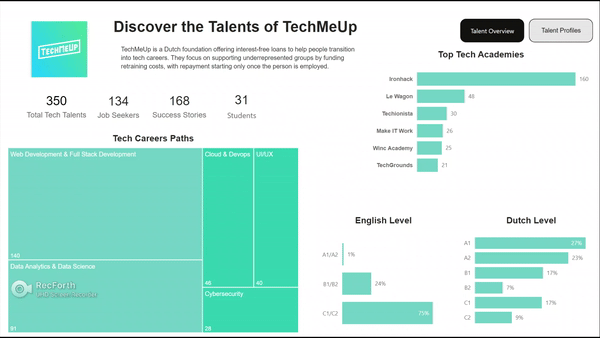 TECHMEUP
Discover the Talents of TechMeUp
TechMeUp is a Dutch foundation offering interest-free loans to help people transition
into tech careers. They focus on supporting underrepresented groups by funding
retraining costs, with repayment starting only once the person is employed.
Talent Overview
Talent Profiles
350
Total Tech Talents
134
Job Seekers
168
Success Stories
31
Students
Top Tech Academies
Ironhack 160
Le Wagon 48
Techionista 30
Make IT Work 26
Winc Academy 25
TechGrounds 21
Tech Careers Paths
Web Development & Full Stack Development
140
Data Analytics & Data Science
81
Cloud & Devops
46
UI/UX
40
Cybersecurity
28
RecForth
English Level
A1/A2 1%
B1/B2 24%
C1/C2 75%
Dutch Level
A1 27%
A2 23%
B1 17%
B2 7%
C1 17%
C2 9%